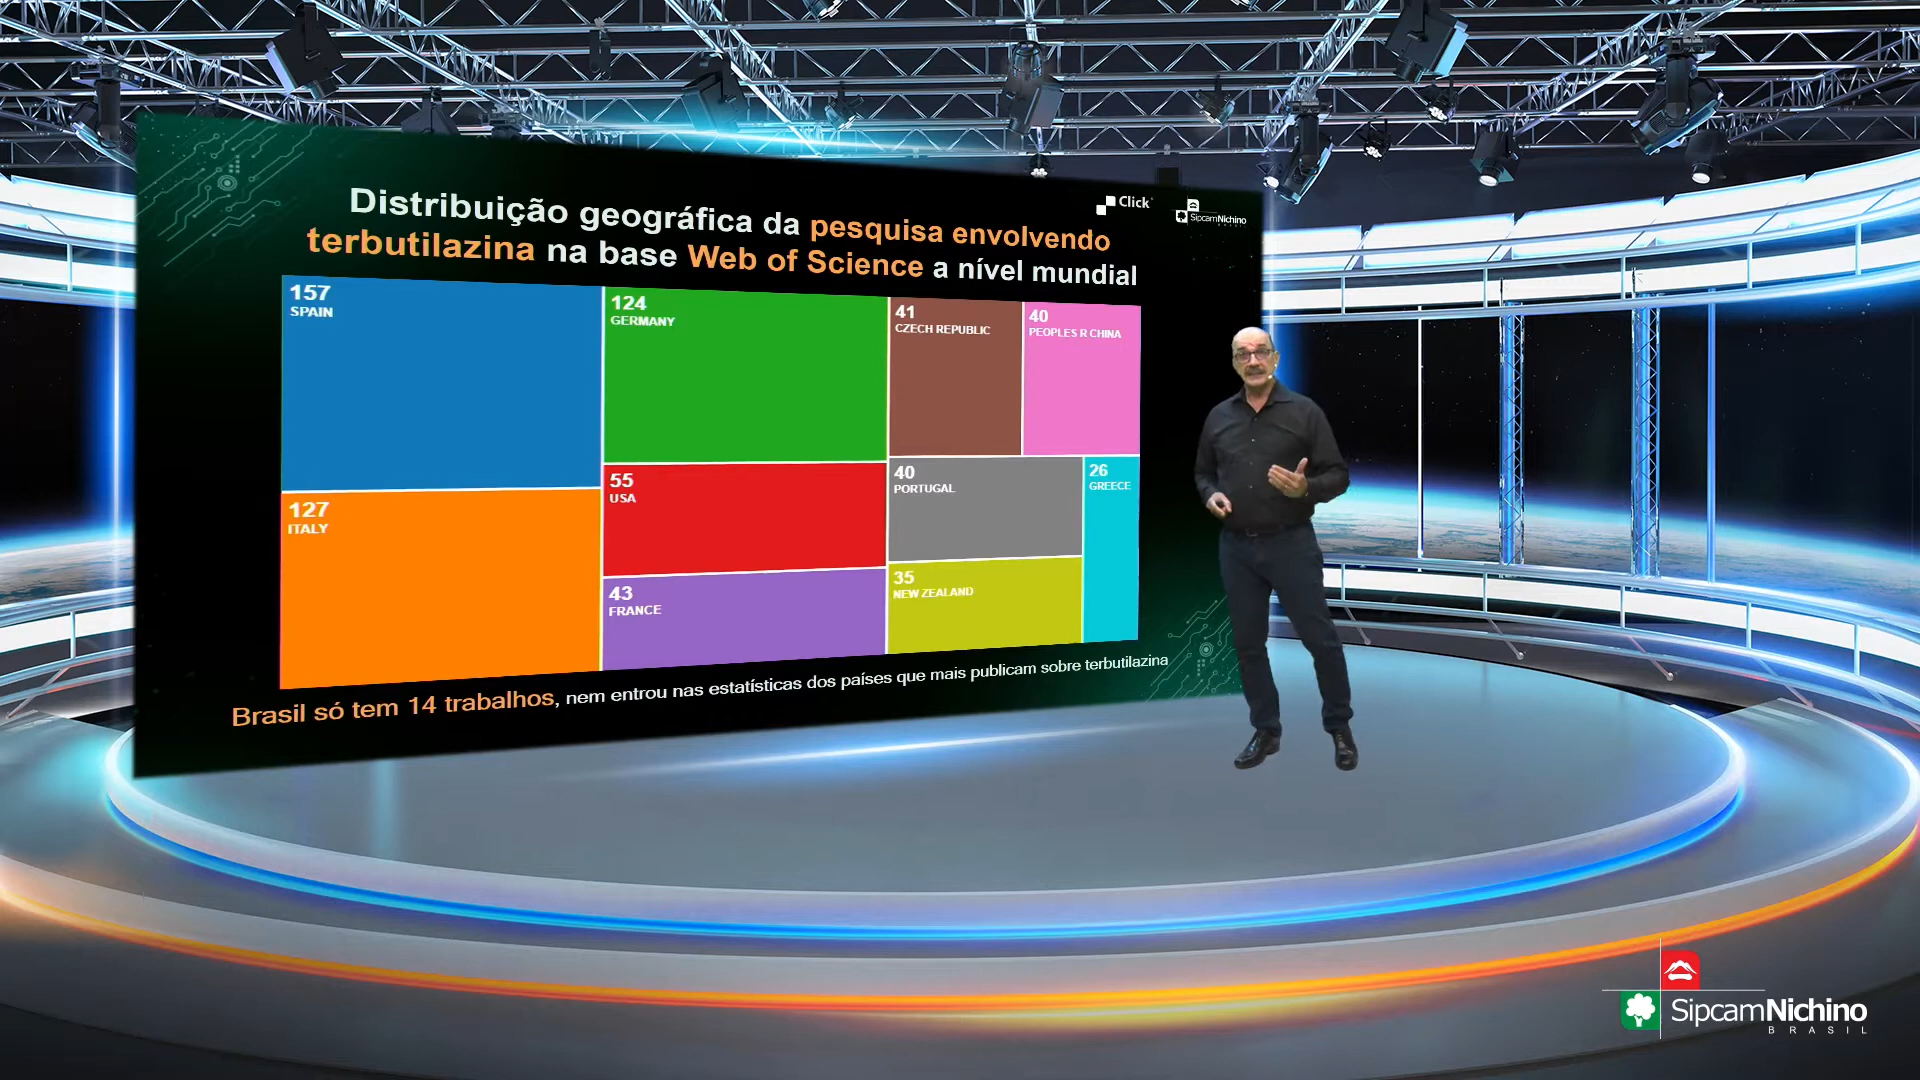 Distribuição geográfica da pesquisa envolvendo
terbutilazina na base Web of Science a nível mundial
Click
SipcamNichino
BRASIL
157
SPAIN
124
GERMANY
41
CZECH REPUBLIC
40
PEOPLES R CHINA
127
ITALY
55
USA
43
FRANCE
40
PORTUGAL
26
GREECE
35
NEW ZEALAND
Brasil só tem 14 trabalhos, nem entrou nas estatísticas dos países que mais publicam sobre terbutilazina
SipcamNichino
BRASIL